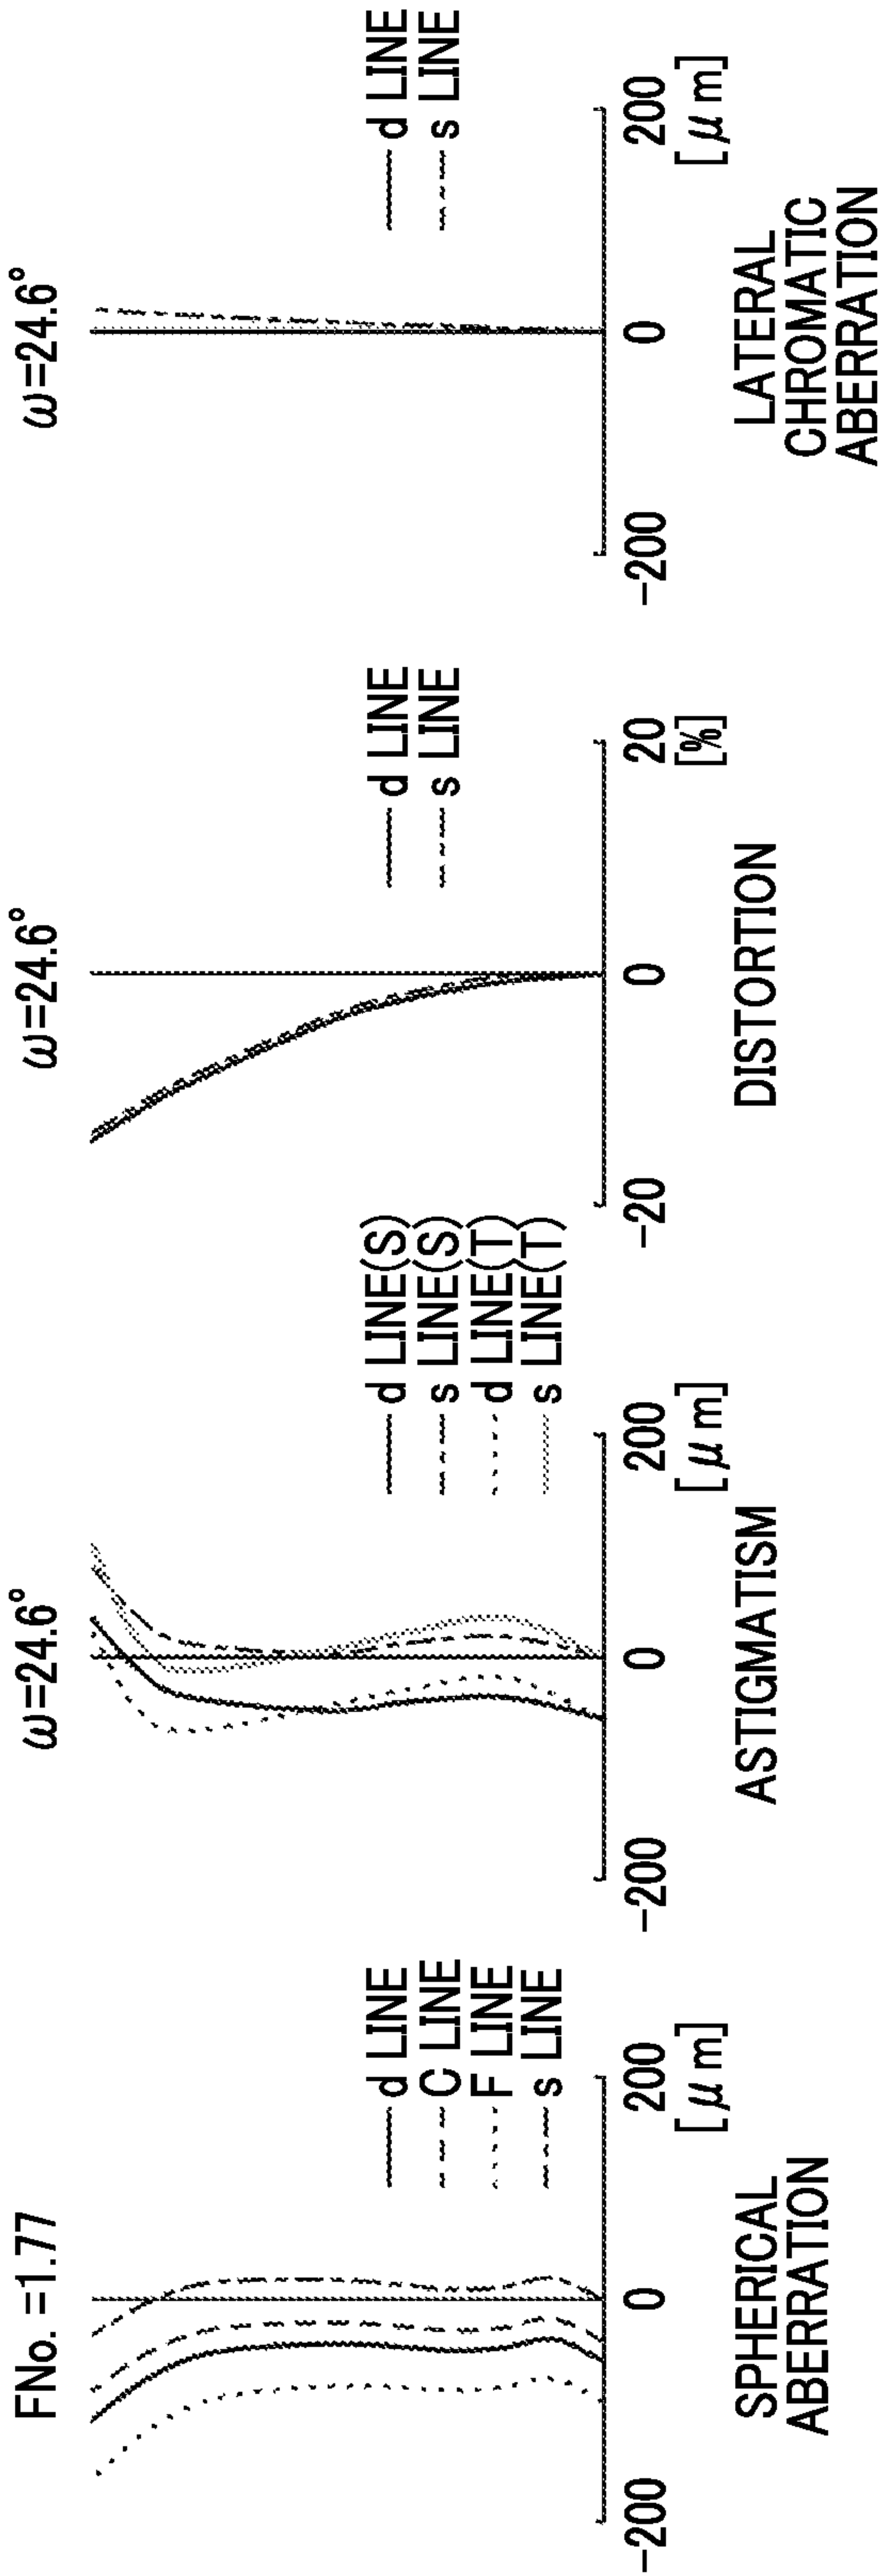 FNo. =1.77
d LINE
C LINE
F LINE
s LINE
-200
0
200
[μm]
SPHERICAL
ABERRATION
ω=24.6°
d LINE(S)
s LINE(S)
d LINE(T)
s LINE(T)
-200
0
200
[μm]
ASTIGMATISM
ω=24.6°
d LINE
s LINE
-20
0
20
[%]
DISTORTION
ω=24.6°
d LINE
s LINE
-200
0
200
[μm]
LATERAL
CHROMATIC
ABERRATION